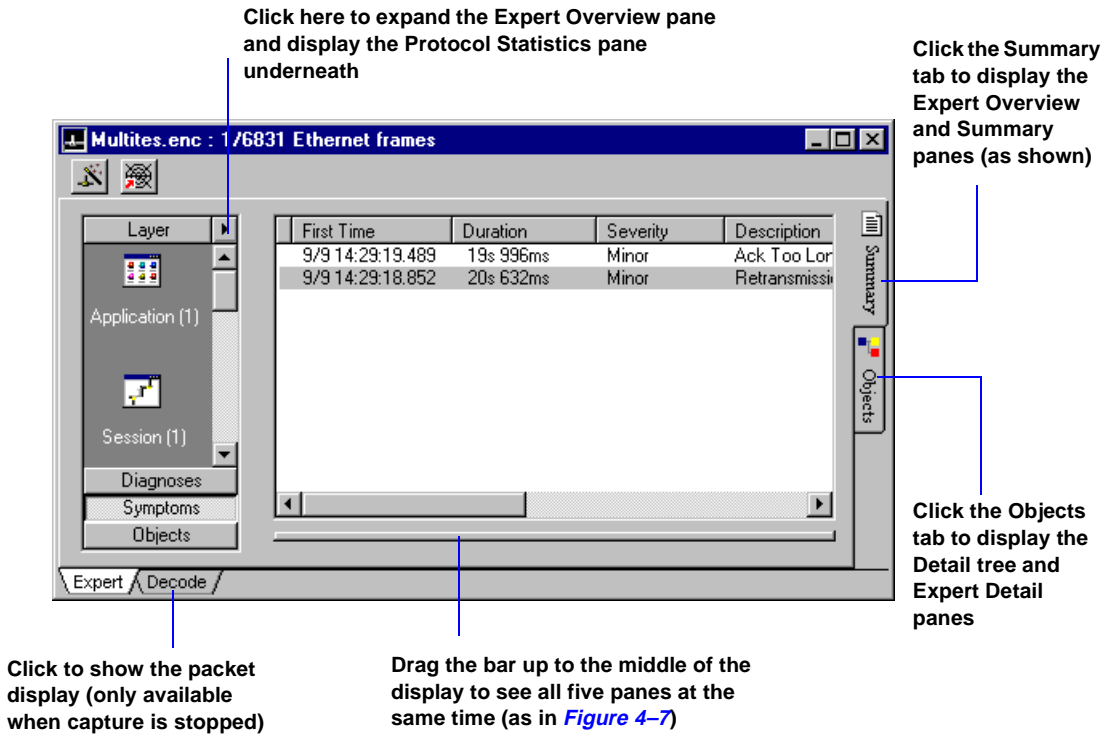 Click here to expand the Expert Overview pane
and display the Protocol Statistics pane
underneath
Click the Summary
tab to display the
Expert Overview
and Summary
panes (as shown)
Multites.enc : 1/6831 Ethernet frames
Layer
First Time Duration Severity Description
9/9 14:29:19.489 19s 996ms Minor Ack Too Lon
9/9 14:29:18.852 20s 632ms Minor Retransmissi
Application (1)
Session (1)
Diagnoses
Symptoms
Objects
Summary
Objects
Expert
Decode
Click the Objects
tab to display the
Detail tree and
Expert Detail
panes
Click to show the packet
display (only available
when capture is stopped)
Drag the bar up to the middle of the
display to see all five panes at the
same time (as in Figure 4–7)